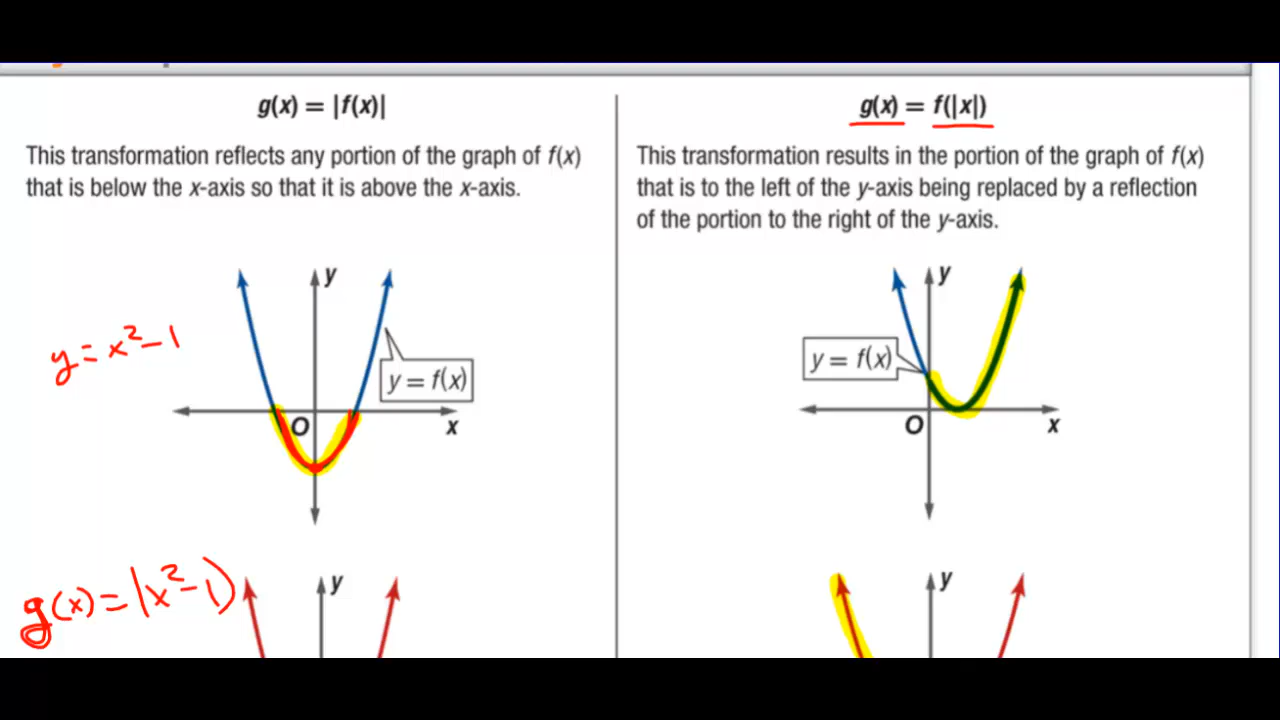 g(x) = |f(x)|
This transformation reflects any portion of the graph of f(x)
that is below the x-axis so that it is above the x-axis.
y
y = x² - 1
y = f(x)
O
x
g(x) = |x² - 1|
y
g(x) = f(|x|)
This transformation results in the portion of the graph of f(x)
that is to the left of the y-axis being replaced by a reflection
of the portion to the right of the y-axis.
y
y = f(x)
O
x
y